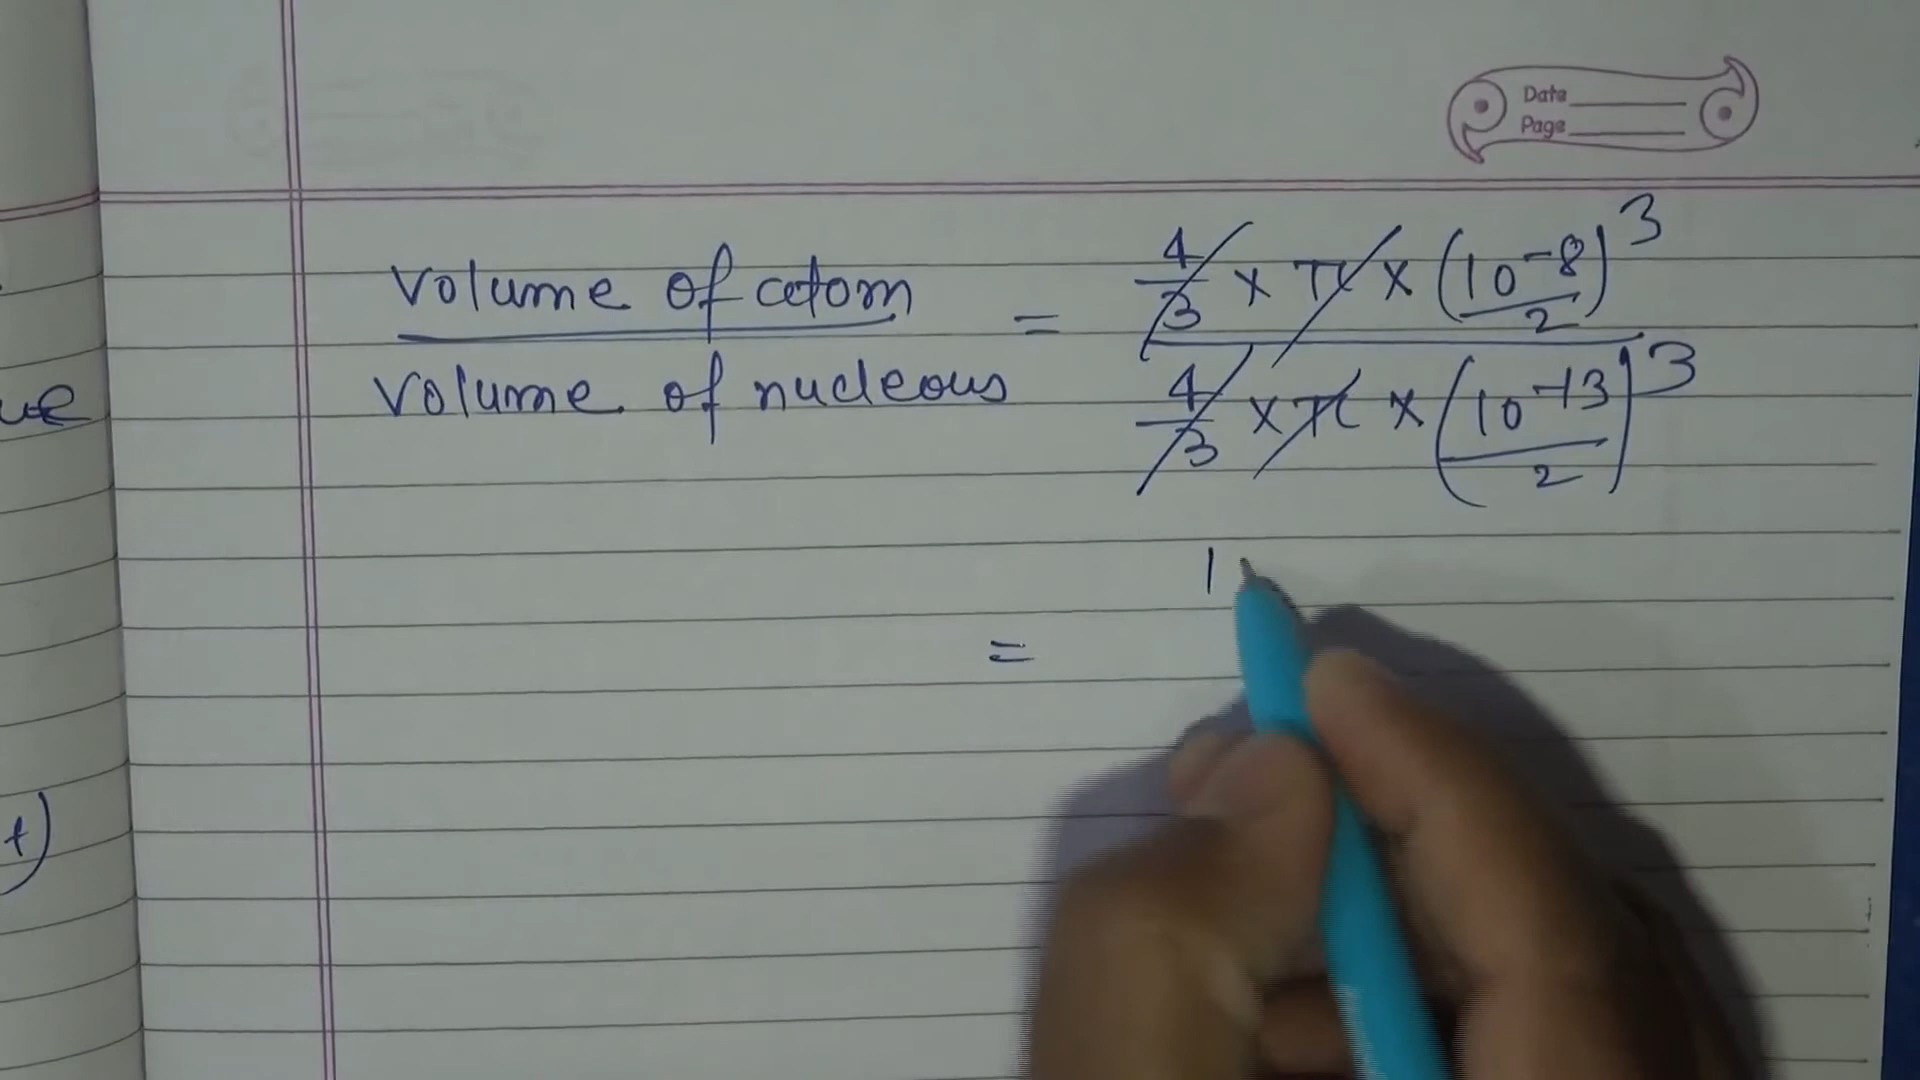 Date
Page
volume of atom / volume of nucleous = 4/3 × π × (10⁻⁸/2)³ / 4/3 × π × (10⁻¹³/2)³
= 1
ue
t)